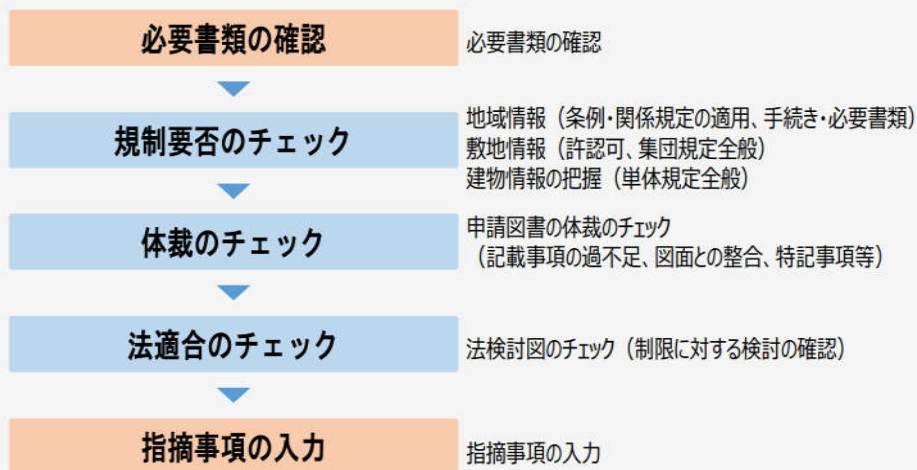 必要書類の確認
必要書類の確認
規制要否のチェック
地域情報（条例・関係規定の適用、手続き・必要書類）
敷地情報（許認可、集団規定全般）
建物情報の把握（単体規定全般）
体裁のチェック
申請図書の体裁のチェック
（記載事項の過不足、図面との整合、特記事項等）
法適合のチェック
法検討図のチェック（制限に対する検討の確認）
指摘事項の入力
指摘事項の入力